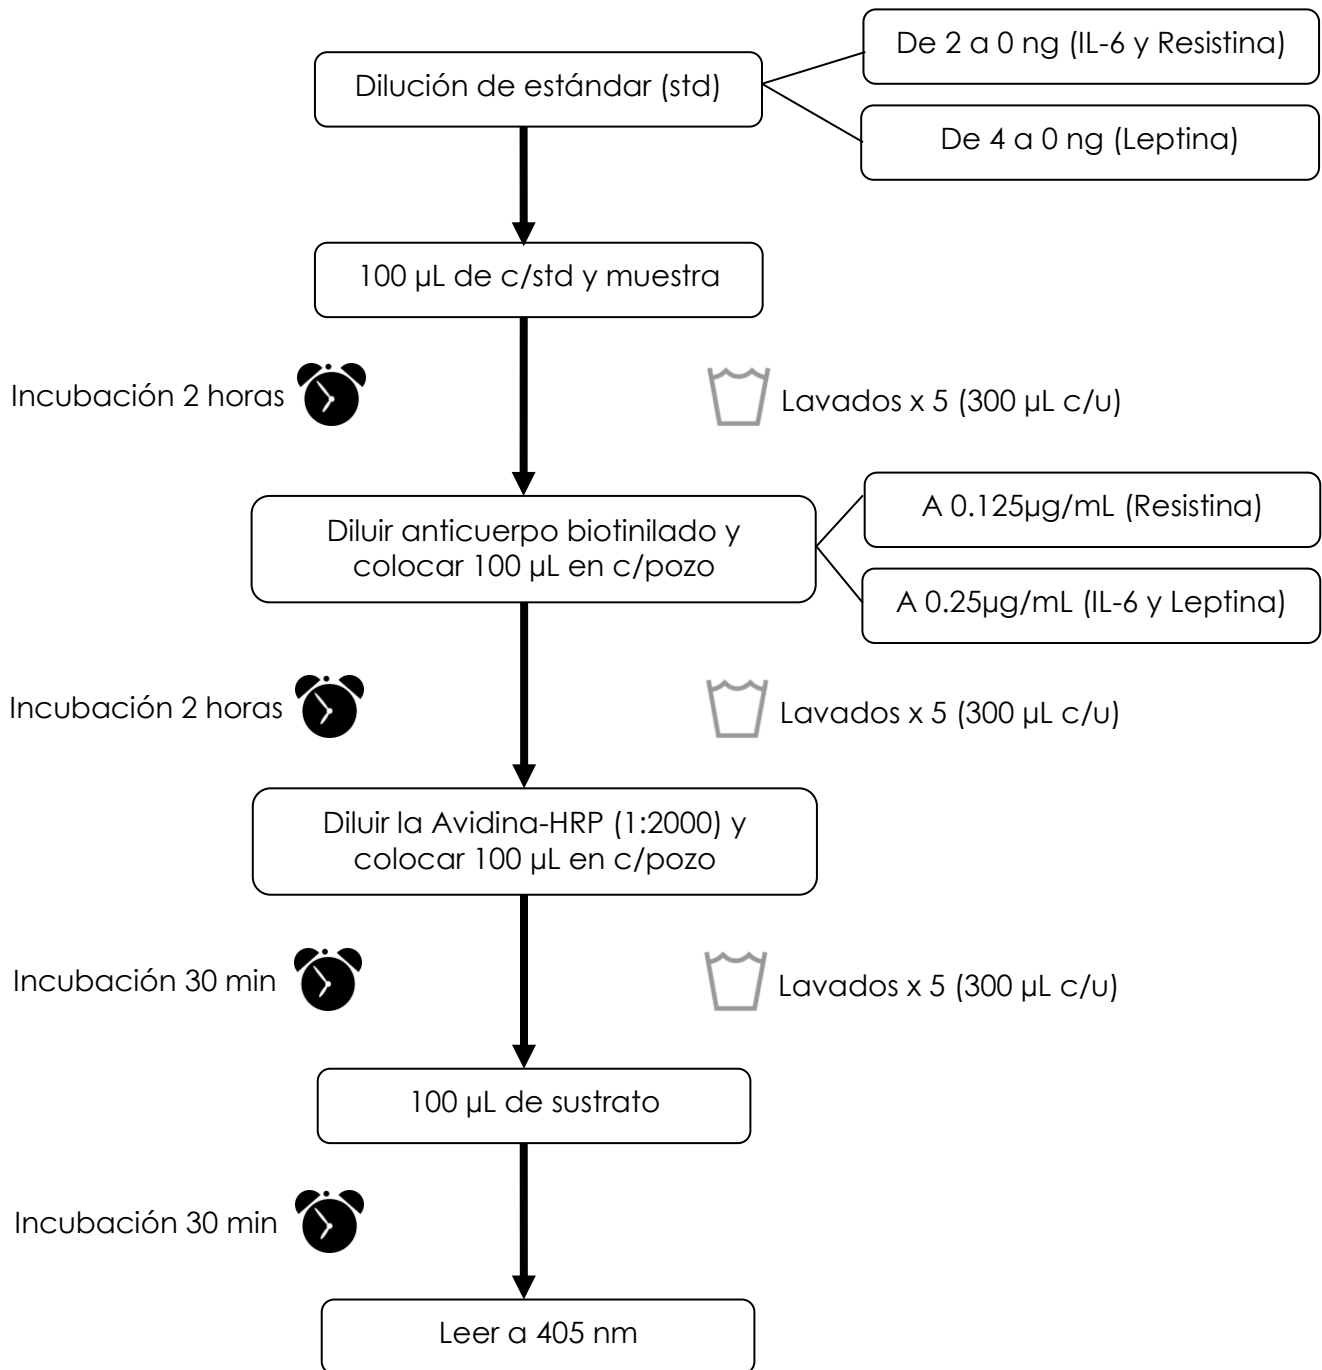 De 2 a 0 ng (IL-6 y Resistina)
Dilución de estándar (std)
De 4 a 0 ng (Leptina)
100 µL de c/std y muestra
Incubación 2 horas
Lavados x 5 (300 µL c/u)
Diluir anticuerpo biotinilado y
colocar 100 µL en c/pozo
A 0.125µg/mL (Resistina)
A 0.25µg/mL (IL-6 y Leptina)
Incubación 2 horas
Lavados x 5 (300 µL c/u)
Diluir la Avidina-HRP (1:2000) y
colocar 100 µL en c/pozo
Incubación 30 min
Lavados x 5 (300 µL c/u)
100 µL de sustrato
Incubación 30 min
Leer a 405 nm